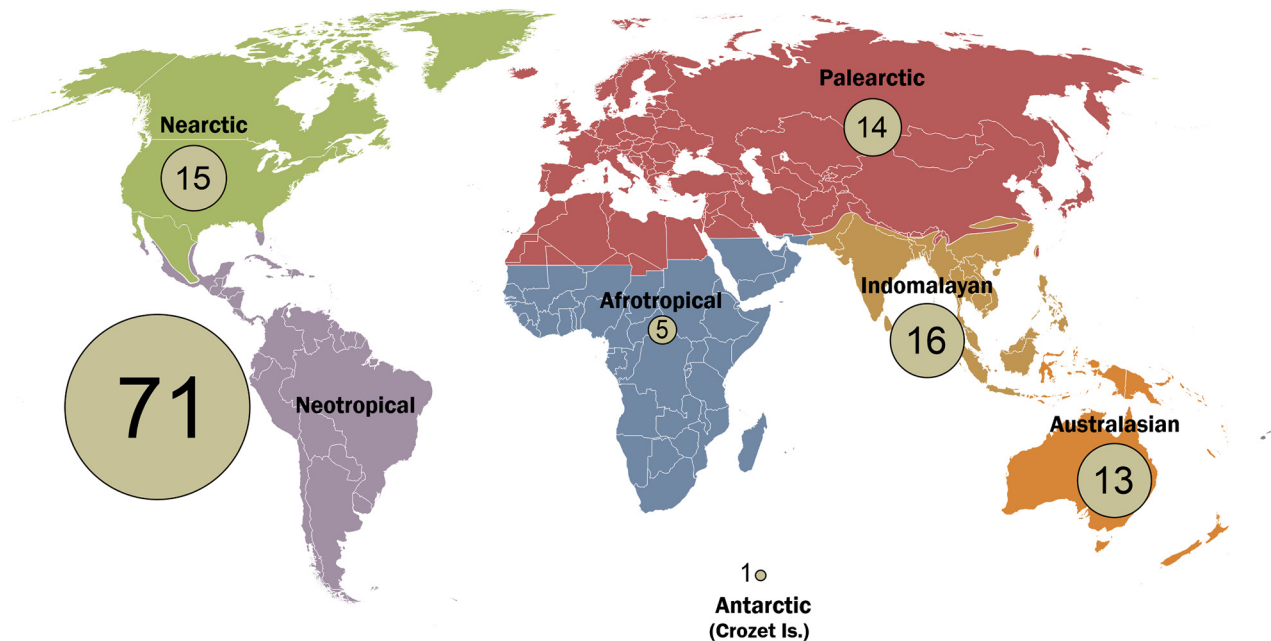 Palearctic
14
Nearctic
15
Indomalayan
16
Afrotropical
5
71
Neotropical
Australasian
13
1
Antarctic
(Crozet Is.)